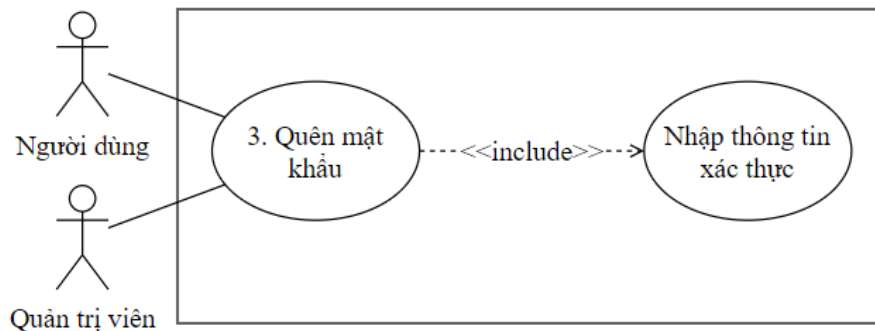 Người dùng
3. Quên mật
khẩu
<<include>>
Nhập thông tin
xác thực
Quản trị viên